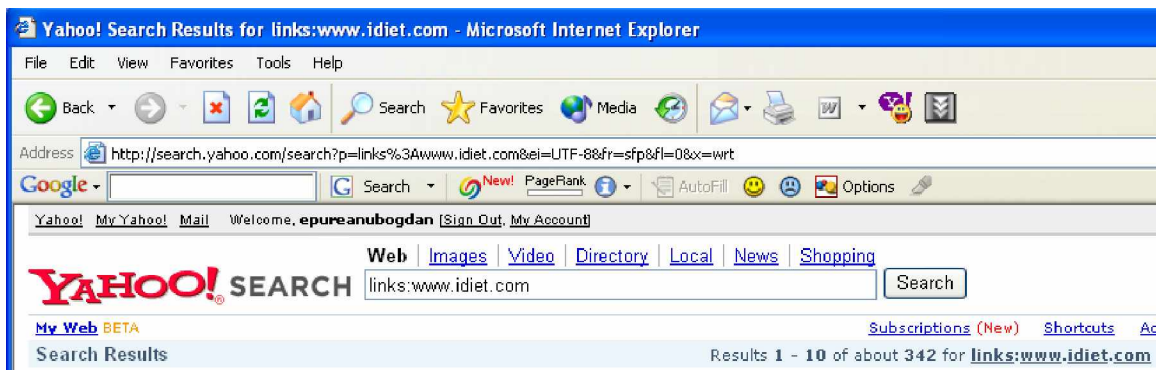 Yahoo! Search Results for links:www.idiet.com - Microsoft Internet Explorer
File Edit View Favorites Tools Help
Back Search Favorites Media W
Address http://search.yahoo.com/search?p=links%3Awww.idiet.com&ei=UTF-8&fr=sfp&fl=0&x=wrt
Google G Search New! PageRank AutoFill Options
Yahoo! My Yahoo! Mail Welcome, epureanubogdan [Sign Out, My Account]
Web Images Video Directory Local News Shopping
YAHOO! SEARCH links:www.idiet.com Search
My Web BETA Subscriptions (New) Shortcuts Ad
Search Results Results 1 - 10 of about 342 for links:www.idiet.com